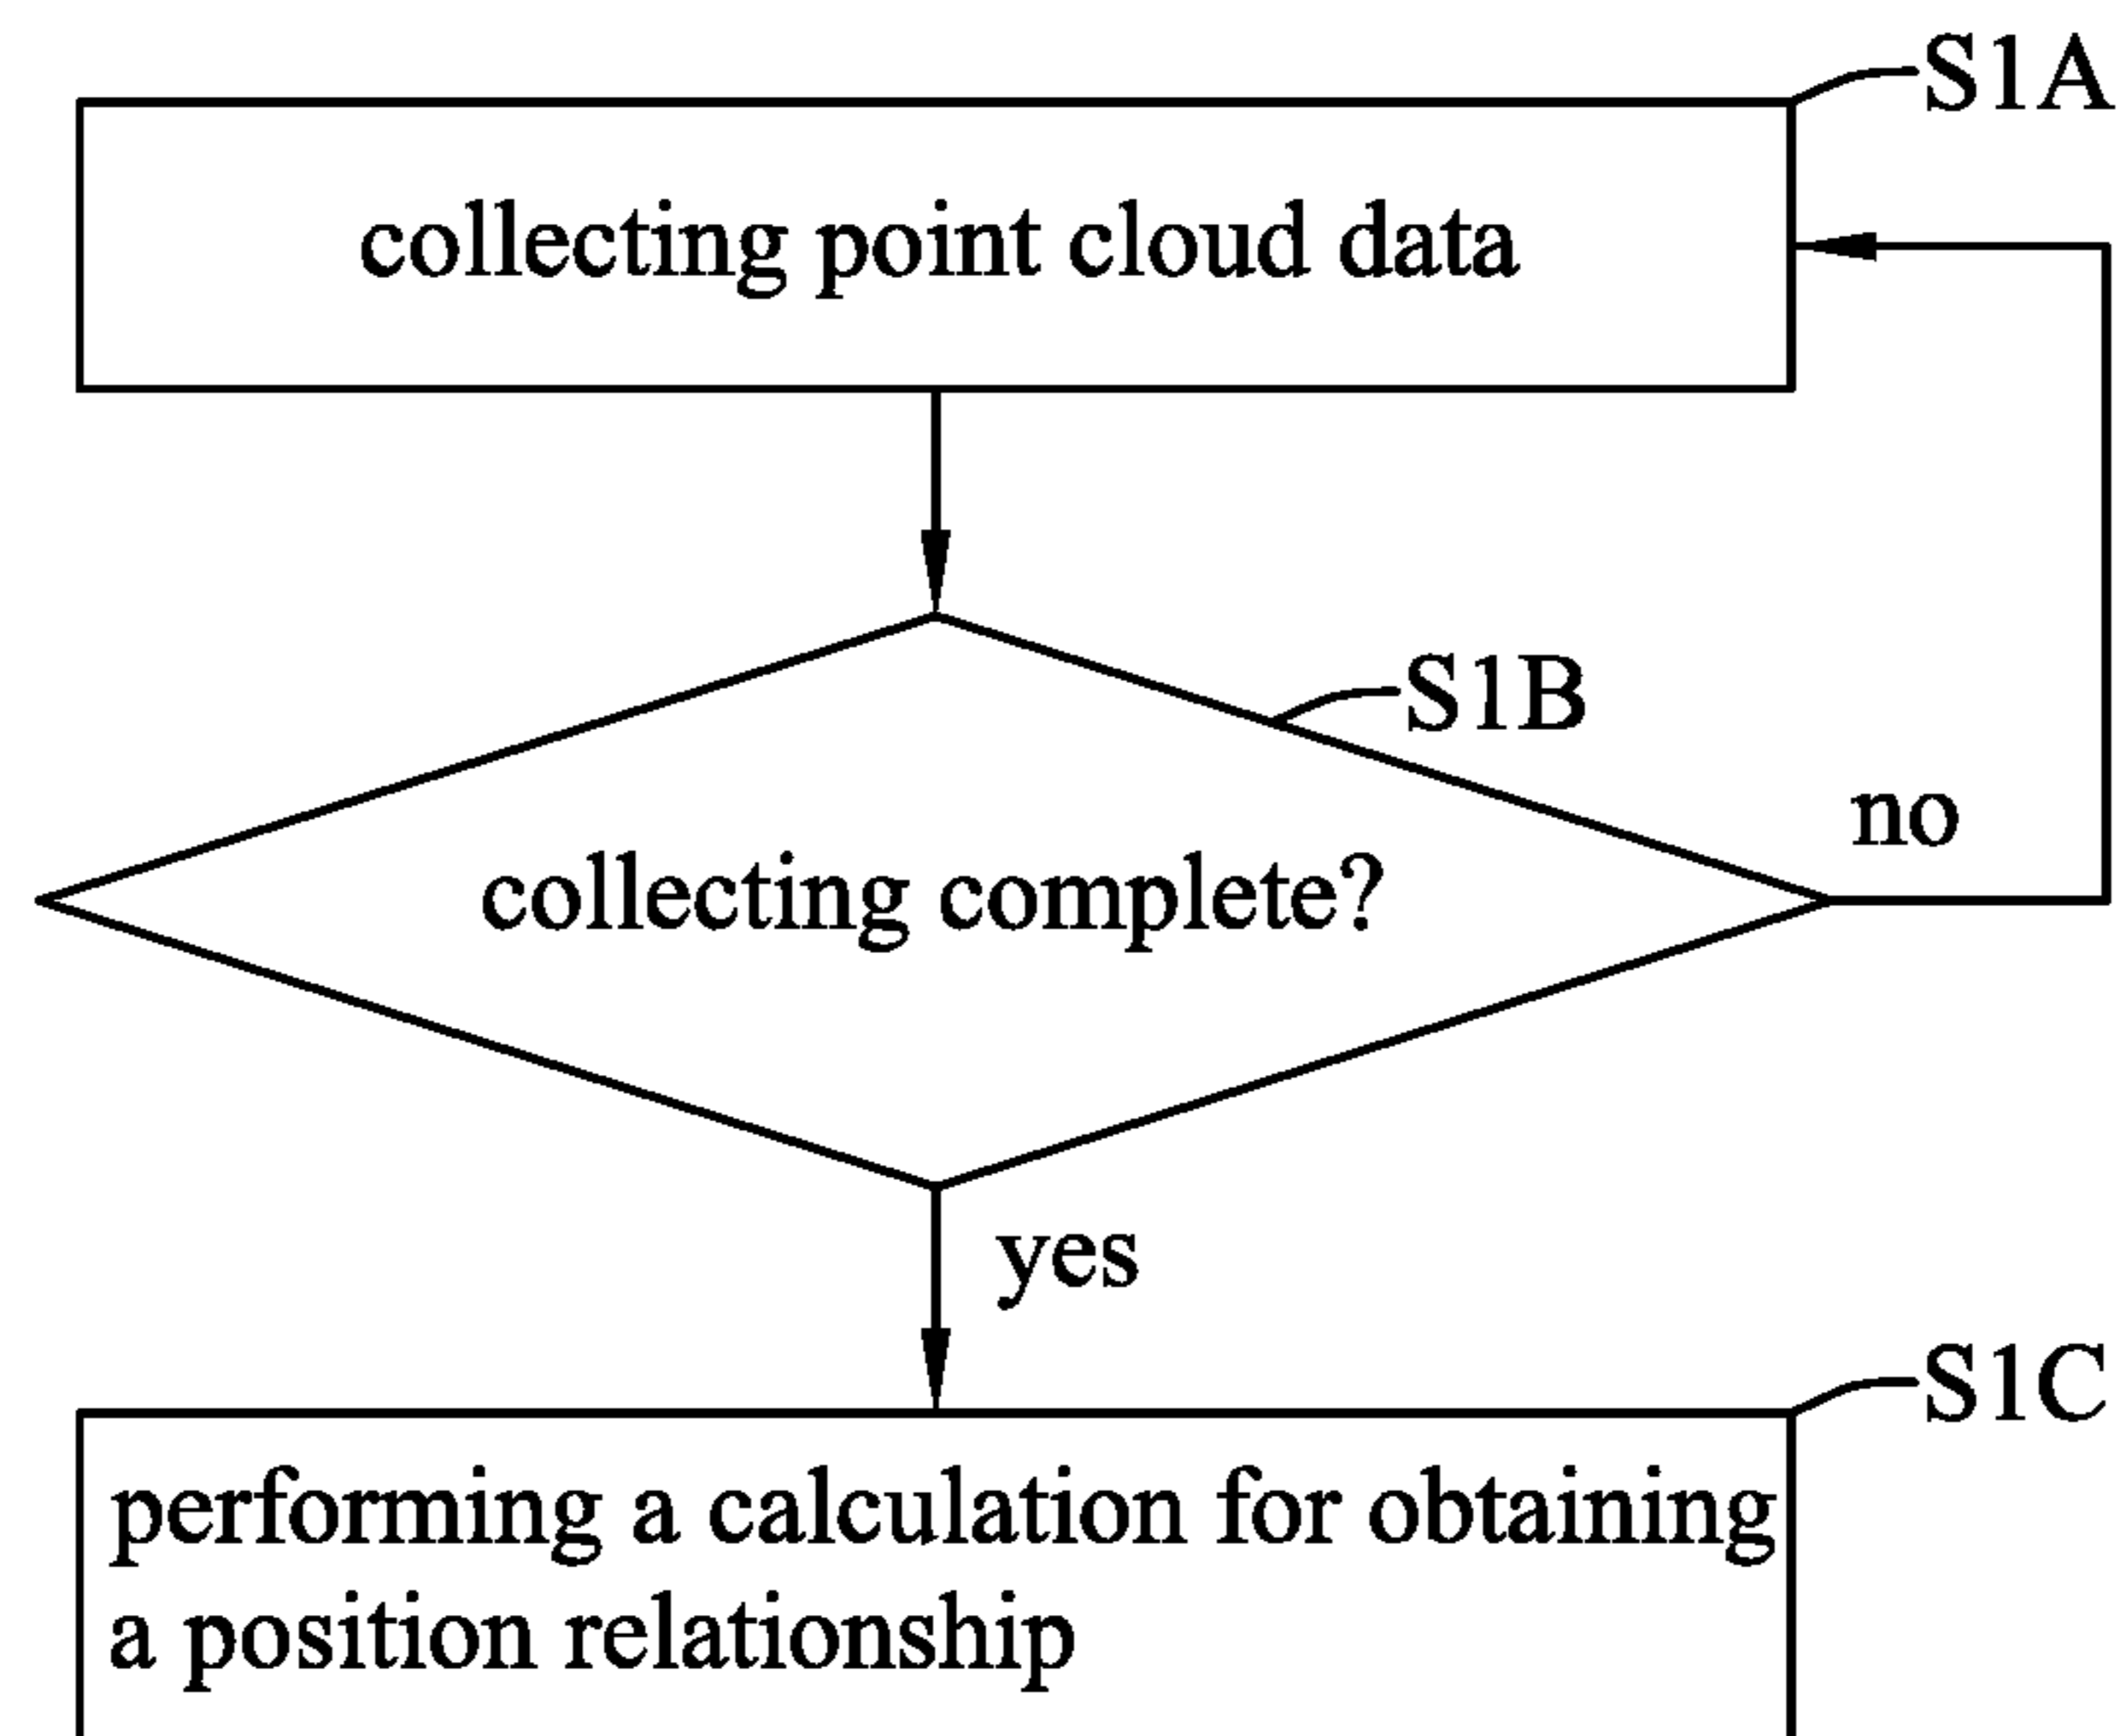 S1A
collecting point cloud data
S1B
no
collecting complete?
yes
S1C
performing a calculation for obtaining
a position relationship